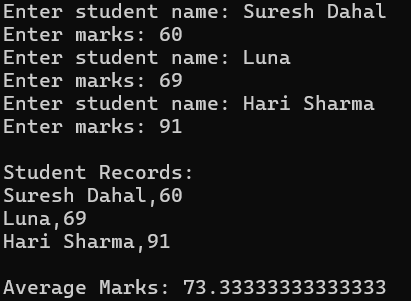 Enter student name: Suresh Dahal
Enter marks: 60
Enter student name: Luna
Enter marks: 69
Enter student name: Hari Sharma
Enter marks: 91
Student Records:
Suresh Dahal,60
Luna,69
Hari Sharma,91
Average Marks: 73.33333333333333